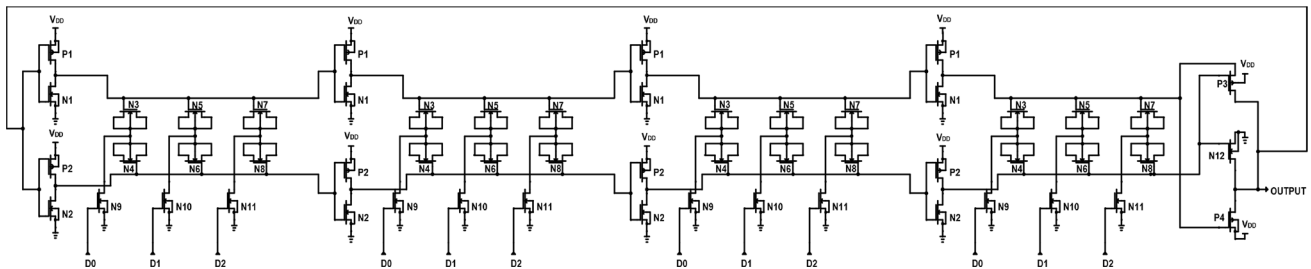 VDD VDD VDD VDD
P1 P1 P1 P1 VDD
P3
N3 N5 N7 N3 N5 N7 N3 N5 N7 N3 N5 N7
N1 N1 N1 N1
VDD VDD VDD VDD
N12
P2 N4 N6 N8 P2 N4 N6 N8 P2 N4 N6 N8 P2 N4 N6 N8
OUTPUT
N2 N9 N10 N11 N2 N9 N10 N11 N2 N9 N10 N11 N2 N9 N10 N11
P4
VDD
D0 D1 D2 D0 D1 D2 D0 D1 D2 D0 D1 D2